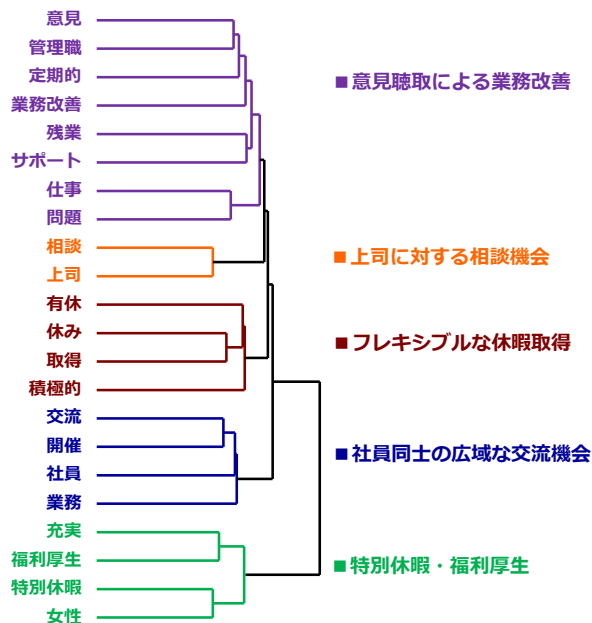 意見
管理職
定期的
業務改善
残業
サポート
仕事
問題
相談
上司
有休
休み
取得
積極的
交流
開催
社員
業務
充実
福利厚生
特別休暇
女性
■意見聴取による業務改善
■上司に対する相談機会
■フレキシブルな休暇取得
■社員同士の広域な交流機会
■特別休暇・福利厚生